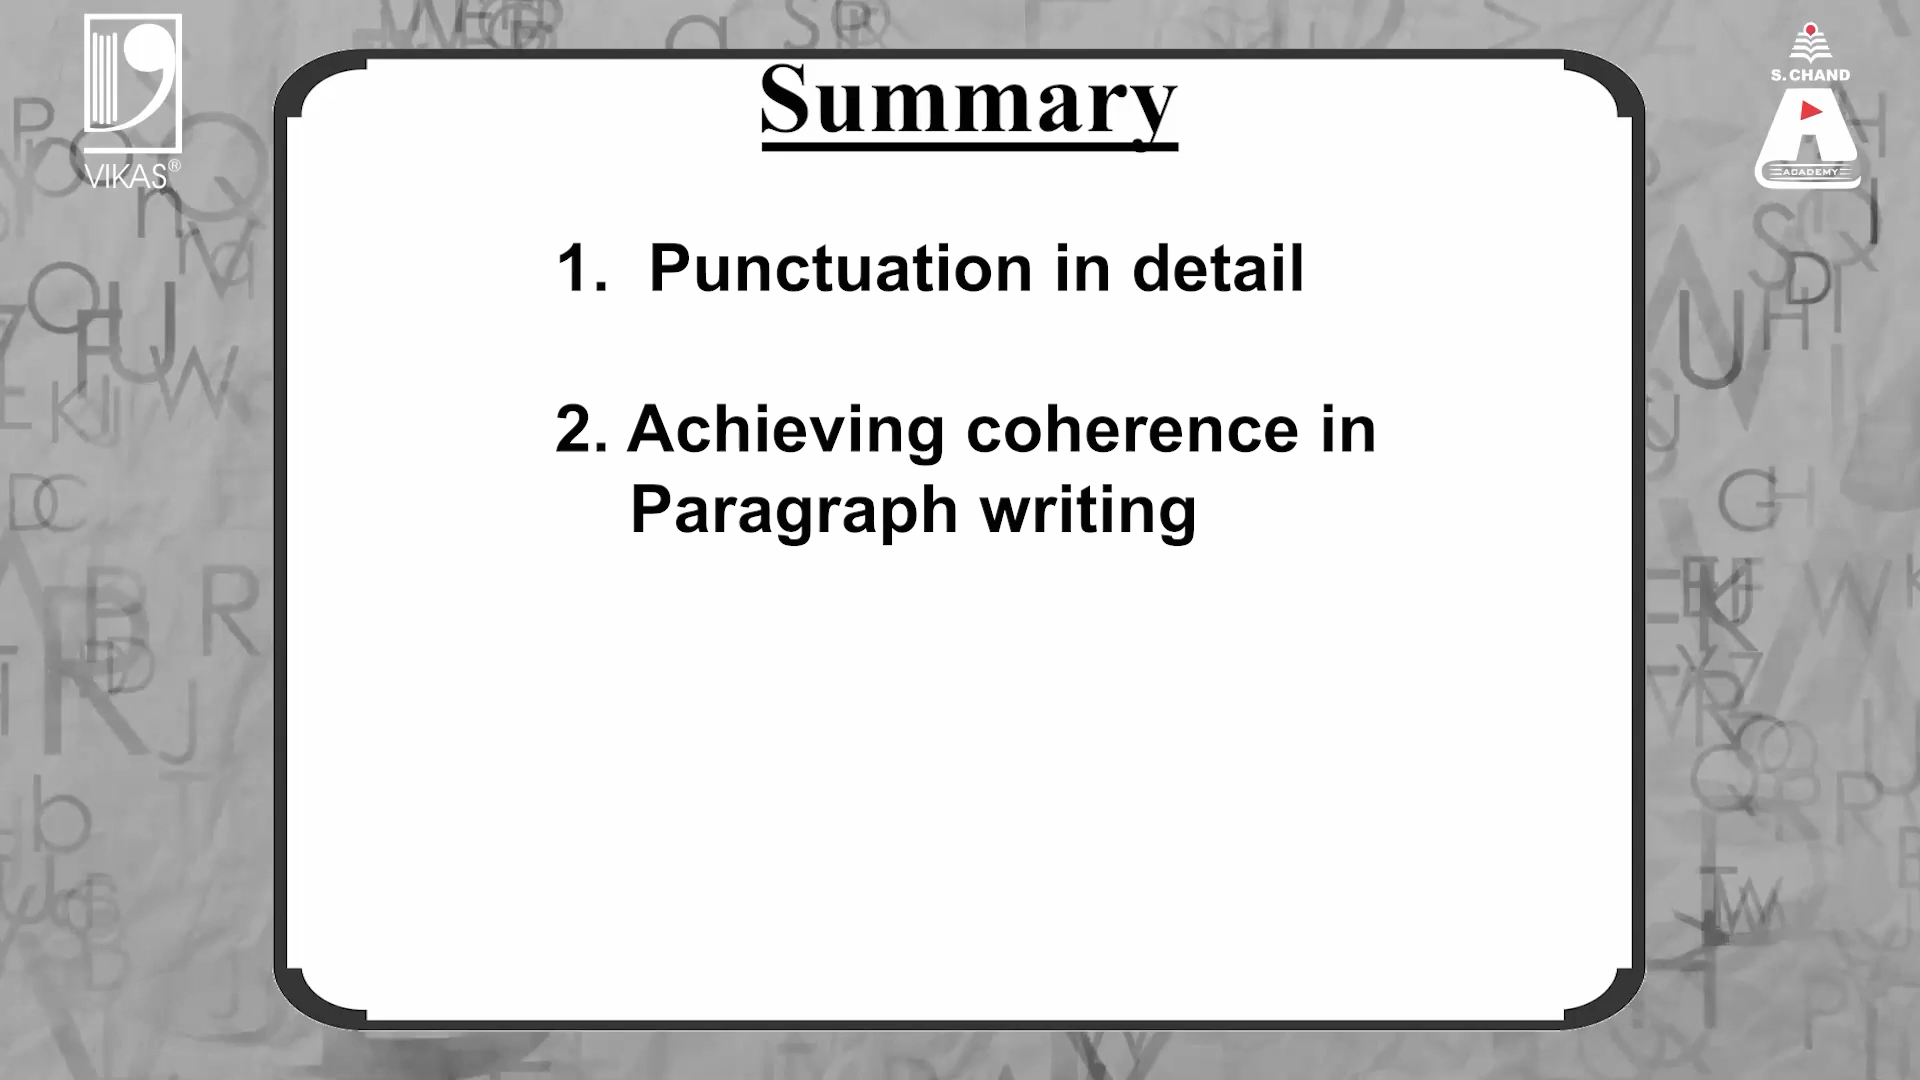 Summary
VIKAS®
S. CHAND
ACADEMY
1. Punctuation in detail
2. Achieving coherence in
Paragraph writing